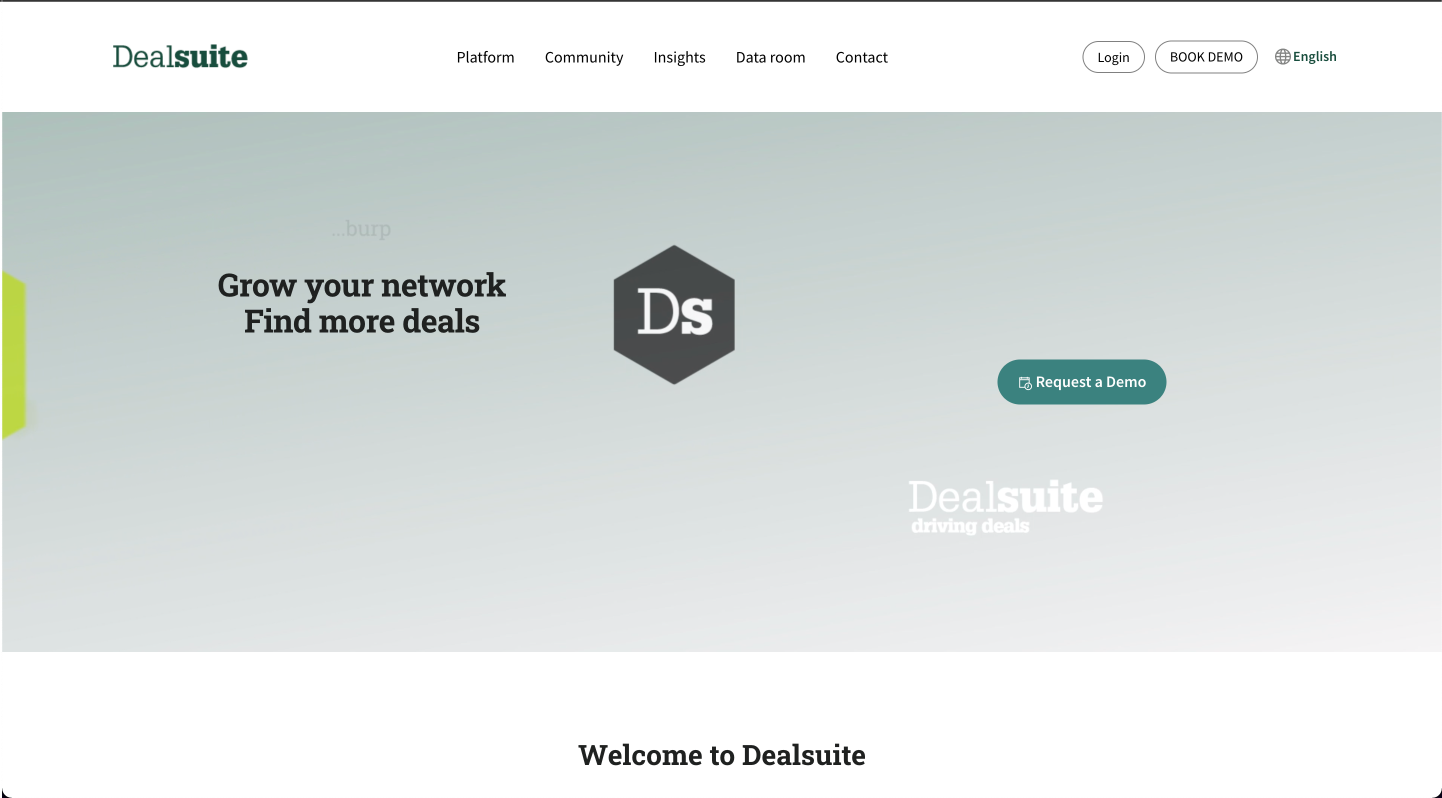 Dealsuite
Platform Community Insights Data room Contact
Login BOOK DEMO English
...burp
Grow your network
Find more deals
Ds
Request a Demo
Dealsuite
driving deals
Welcome to Dealsuite